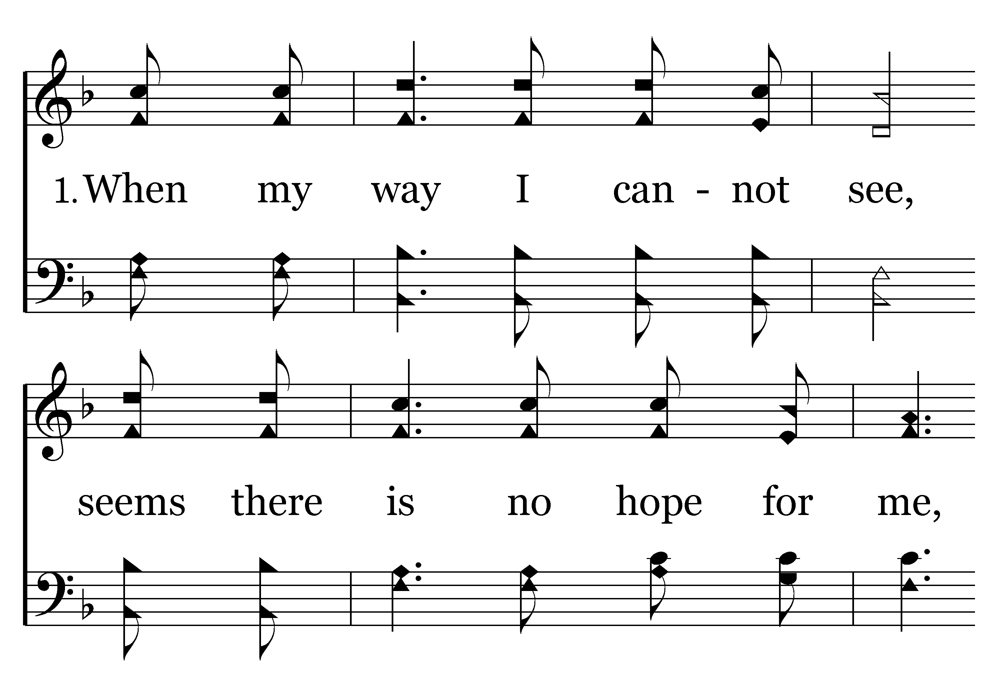 1. When my way I can - not see,
seems there is no hope for me,